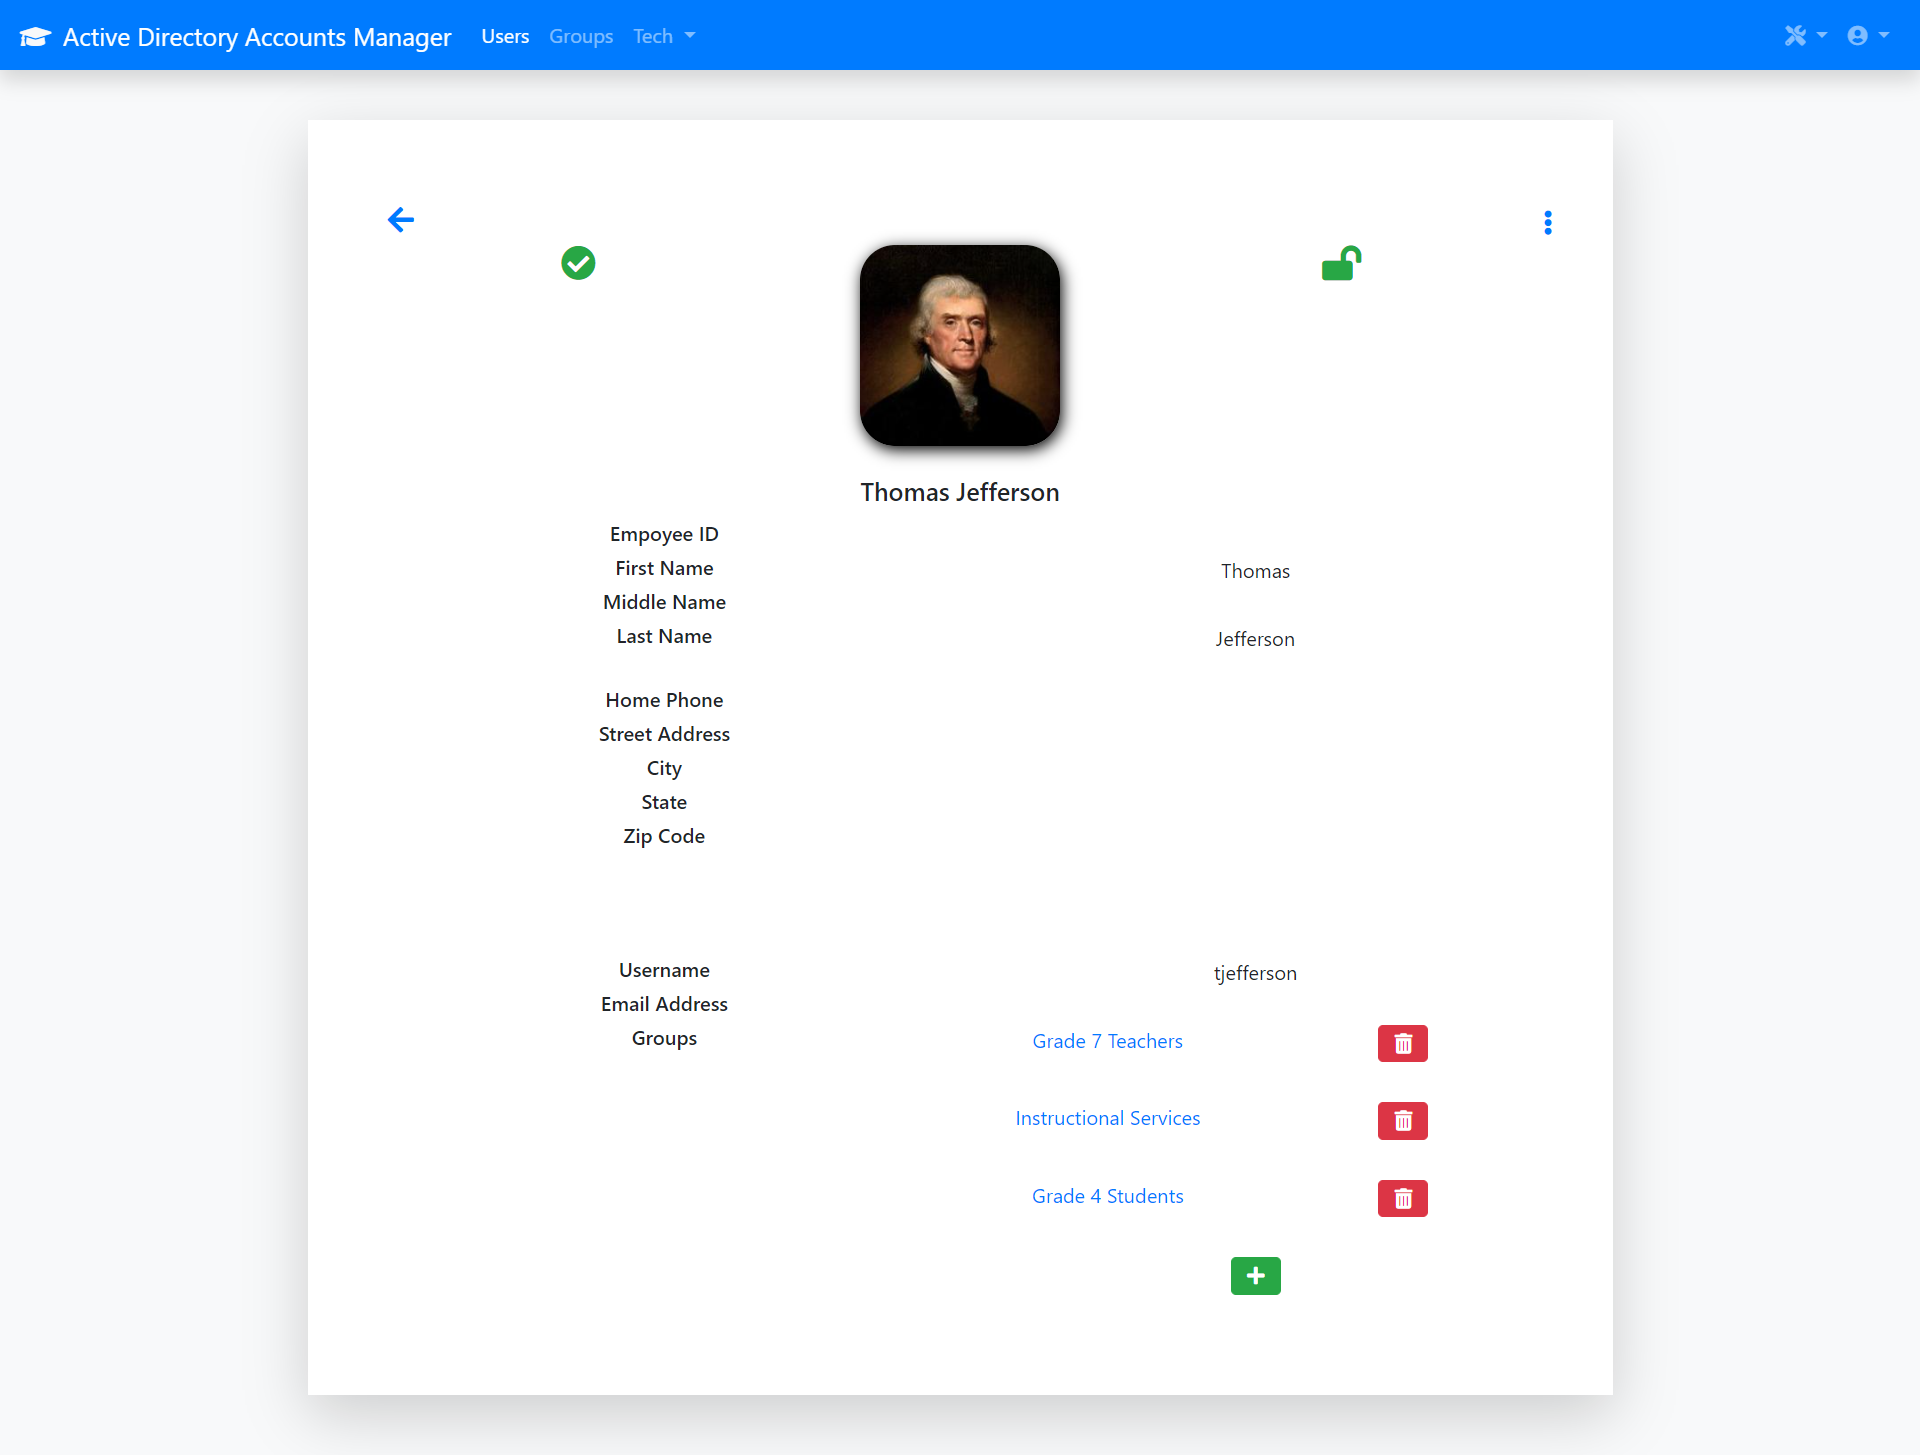 Active Directory Accounts Manager Users Groups Tech
Thomas Jefferson
Empoyee ID
First Name Thomas
Middle Name
Last Name Jefferson
Home Phone
Street Address
City
State
Zip Code
Username tjefferson
Email Address
Groups Grade 7 Teachers
Instructional Services
Grade 4 Students